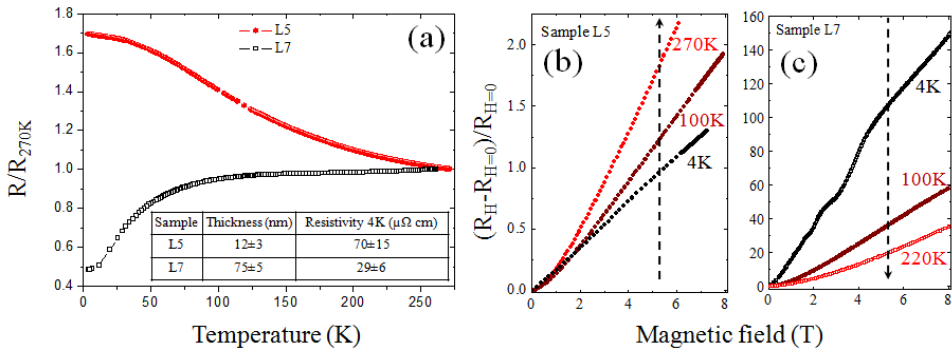 (a)
L5
L7
R/R270K
1.8
1.6
1.4
1.2
1.0
0.8
0.6
0.4
Sample Thickness (nm) Resistivity 4K (μΩ cm)
L5 12±3 70±15
L7 75±5 29±6
0 50 100 150 200 250
Temperature (K)
Sample L5
(b)
270K
100K
4K
(RH-RH=0)/RH=0
2.0
1.5
1.0
0.5
0.0
0 2 4 6 8
Sample L7
(c)
4K
100K
220K
160
140
120
100
80
60
40
20
0
0 2 4 6 8
Magnetic field (T)